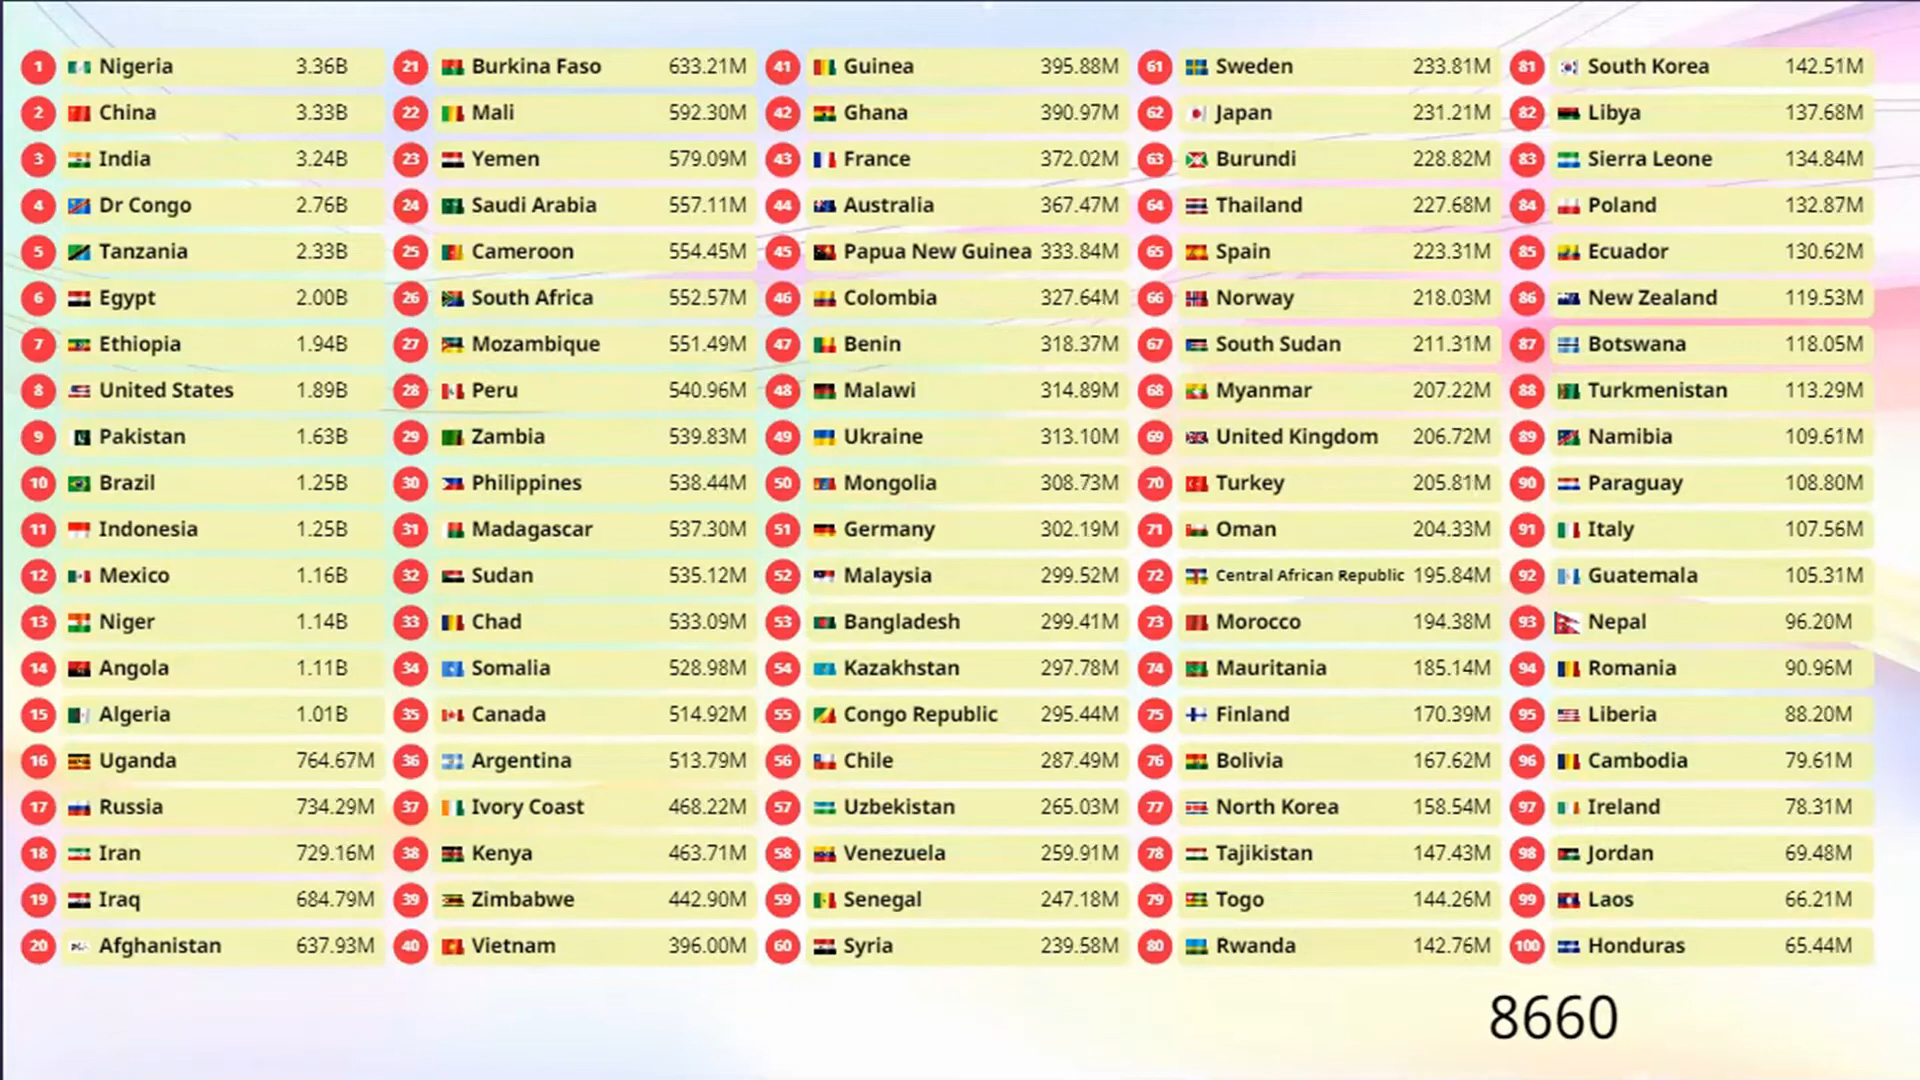 1 Nigeria 3.36B
2 China 3.33B
3 India 3.24B
4 Dr Congo 2.76B
5 Tanzania 2.33B
6 Egypt 2.00B
7 Ethiopia 1.94B
8 United States 1.89B
9 Pakistan 1.63B
10 Brazil 1.25B
11 Indonesia 1.25B
12 Mexico 1.16B
13 Niger 1.14B
14 Angola 1.11B
15 Algeria 1.01B
16 Uganda 764.67M
17 Russia 734.29M
18 Iran 729.16M
19 Iraq 684.79M
20 Afghanistan 637.93M
21 Burkina Faso 633.21M
22 Mali 592.30M
23 Yemen 579.09M
24 Saudi Arabia 557.11M
25 Cameroon 554.45M
26 South Africa 552.57M
27 Mozambique 551.49M
28 Peru 540.96M
29 Zambia 539.83M
30 Philippines 538.44M
31 Madagascar 537.30M
32 Sudan 535.12M
33 Chad 533.09M
34 Somalia 528.98M
35 Canada 514.92M
36 Argentina 513.79M
37 Ivory Coast 468.22M
38 Kenya 463.71M
39 Zimbabwe 442.90M
40 Vietnam 396.00M
41 Guinea 395.88M
42 Ghana 390.97M
43 France 372.02M
44 Australia 367.47M
45 Papua New Guinea 333.84M
46 Colombia 327.64M
47 Benin 318.37M
48 Malawi 314.89M
49 Ukraine 313.10M
50 Mongolia 308.73M
51 Germany 302.19M
52 Malaysia 299.52M
53 Bangladesh 299.41M
54 Kazakhstan 297.78M
55 Congo Republic 295.44M
56 Chile 287.49M
57 Uzbekistan 265.03M
58 Venezuela 259.91M
59 Senegal 247.18M
60 Syria 239.58M
61 Sweden 233.81M
62 Japan 231.21M
63 Burundi 228.82M
64 Thailand 227.68M
65 Spain 223.31M
66 Norway 218.03M
67 South Sudan 211.31M
68 Myanmar 207.22M
69 United Kingdom 206.72M
70 Turkey 205.81M
71 Oman 204.33M
72 Central African Republic 195.84M
73 Morocco 194.38M
74 Mauritania 185.14M
75 Finland 170.39M
76 Bolivia 167.62M
77 North Korea 158.54M
78 Tajikistan 147.43M
79 Togo 144.26M
80 Rwanda 142.76M
81 South Korea 142.51M
82 Libya 137.68M
83 Sierra Leone 134.84M
84 Poland 132.87M
85 Ecuador 130.62M
86 New Zealand 119.53M
87 Botswana 118.05M
88 Turkmenistan 113.29M
89 Namibia 109.61M
90 Paraguay 108.80M
91 Italy 107.56M
92 Guatemala 105.31M
93 Nepal 96.20M
94 Romania 90.96M
95 Liberia 88.20M
96 Cambodia 79.61M
97 Ireland 78.31M
98 Jordan 69.48M
99 Laos 66.21M
100 Honduras 65.44M
8660